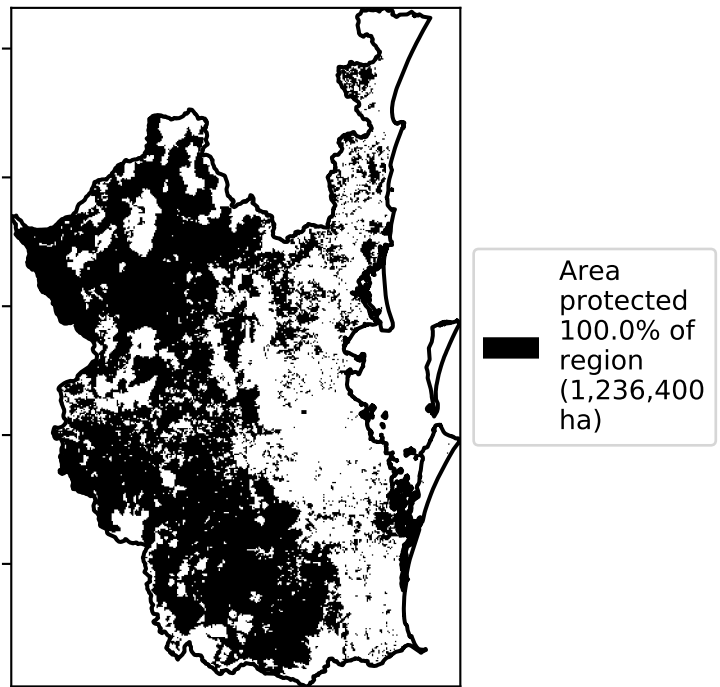 Area
protected
100.0% of
region
(1,236,400
ha)